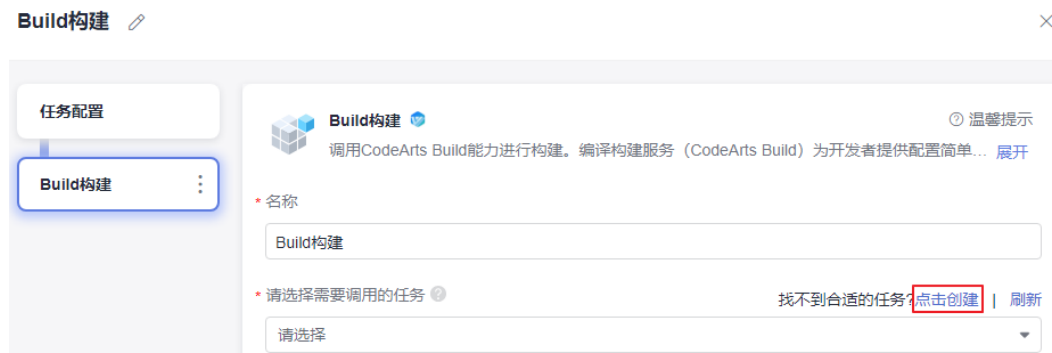 Build构建
任务配置
Build构建
Build构建
温馨提示
调用CodeArts Build能力进行构建。编译构建服务（CodeArts Build）为开发者提供配置简单... 展开
* 名称
Build构建
* 请选择需要调用的任务
找不到合适的任务?点击创建 | 刷新
请选择